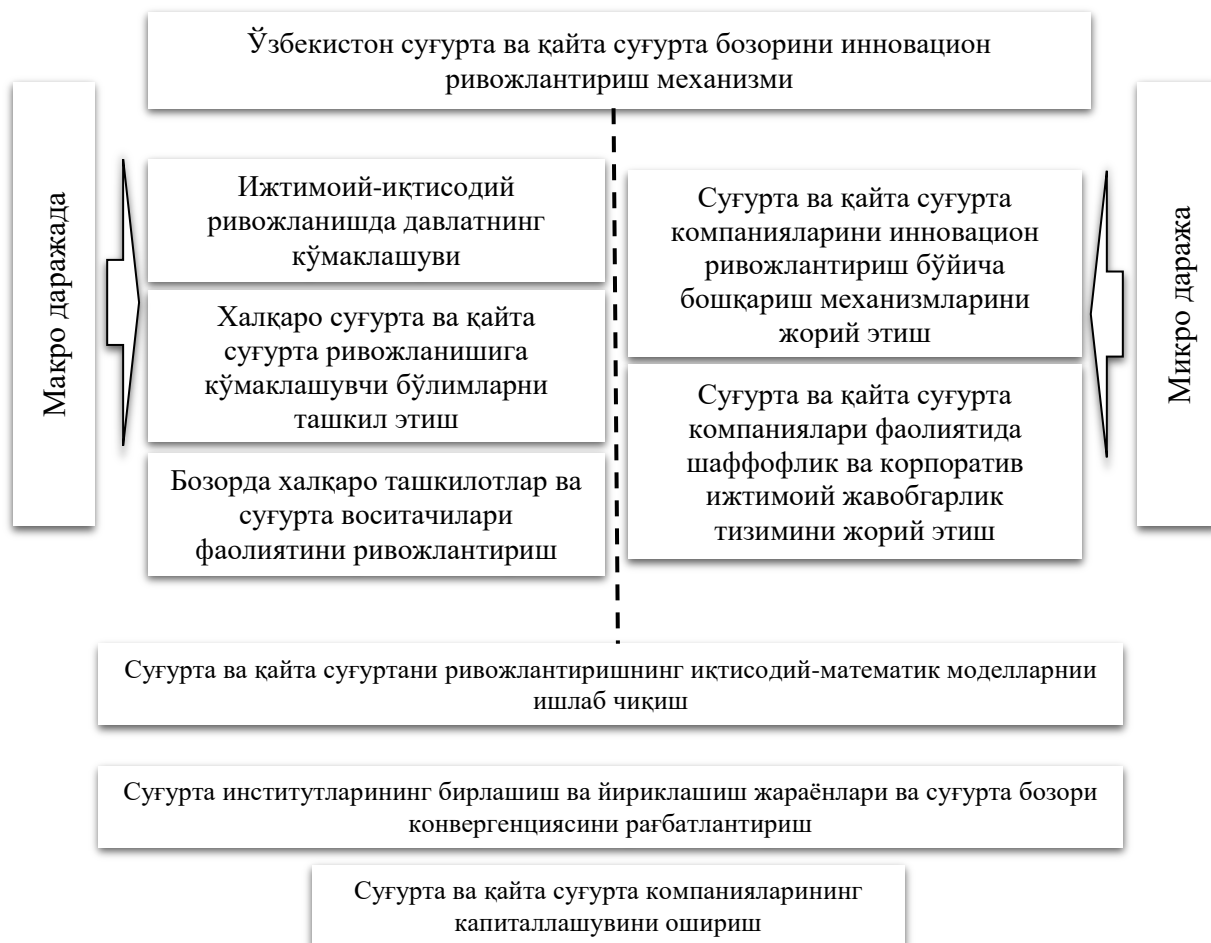 Ўзбекистон суғурта ва қайта суғурта бозорини инновацион
ривожлантириш механизми
Макро даражада
Ижтимоий-иқтисодий
ривожланишда давлатнинг
кўмаклашуви
Халқаро суғурта ва қайта
суғурта ривожланишига
кўмаклашувчи бўлимларни
ташкил этиш
Бозорда халқаро ташкилотлар ва
суғурта воситачилари
фаолиятини ривожлантириш
Суғурта ва қайта суғурта
компанияларини инновацион
ривожлантириш бўйича
бошқариш механизмларини
жорий этиш
Суғурта ва қайта суғурта
компаниялари фаолиятида
шаффофлик ва корпоратив
ижтимоий жавобгарлик
тизимини жорий этиш
Микро даража
Суғурта ва қайта суғуртани ривожлантиришнинг иқтисодий-математик моделларнии
ишлаб чиқиш
Суғурта институтларининг бирлашиш ва йириклашиш жараёнлари ва суғурта бозори
конвергенциясини рағбатлантириш
Суғурта ва қайта суғурта компанияларининг
капиталлашувини ошириш